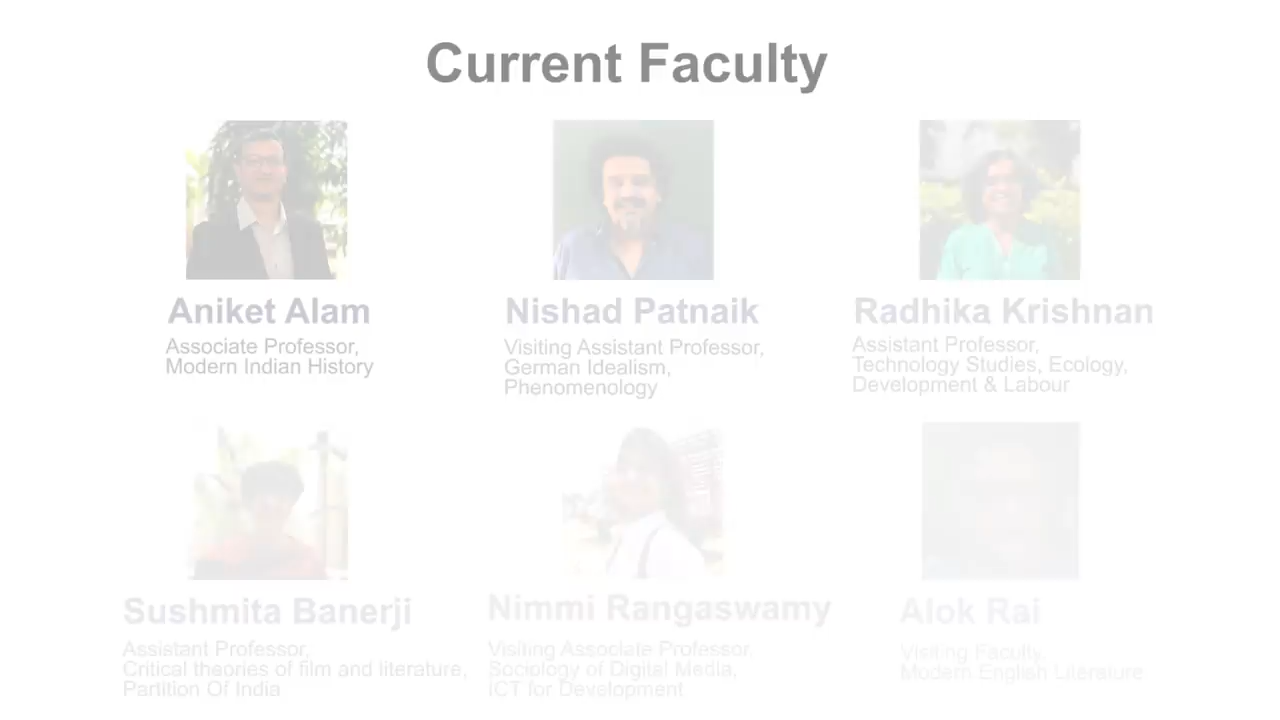 Current Faculty
Aniket Alam
Associate Professor,
Modern Indian History
Nishad Patnaik
Visiting Assistant Professor,
German Idealism,
Phenomenology
Radhika Krishnan
Assistant Professor,
Technology Studies, Ecology,
Development & Labour
Sushmita Banerji
Assistant Professor,
Critical theories of film and literature,
Partition Of India
Nimmi Rangaswamy
Visiting Associate Professor,
Sociology of Digital Media,
ICT for Development
Alok Rai
Visiting Faculty,
Modern English Literature